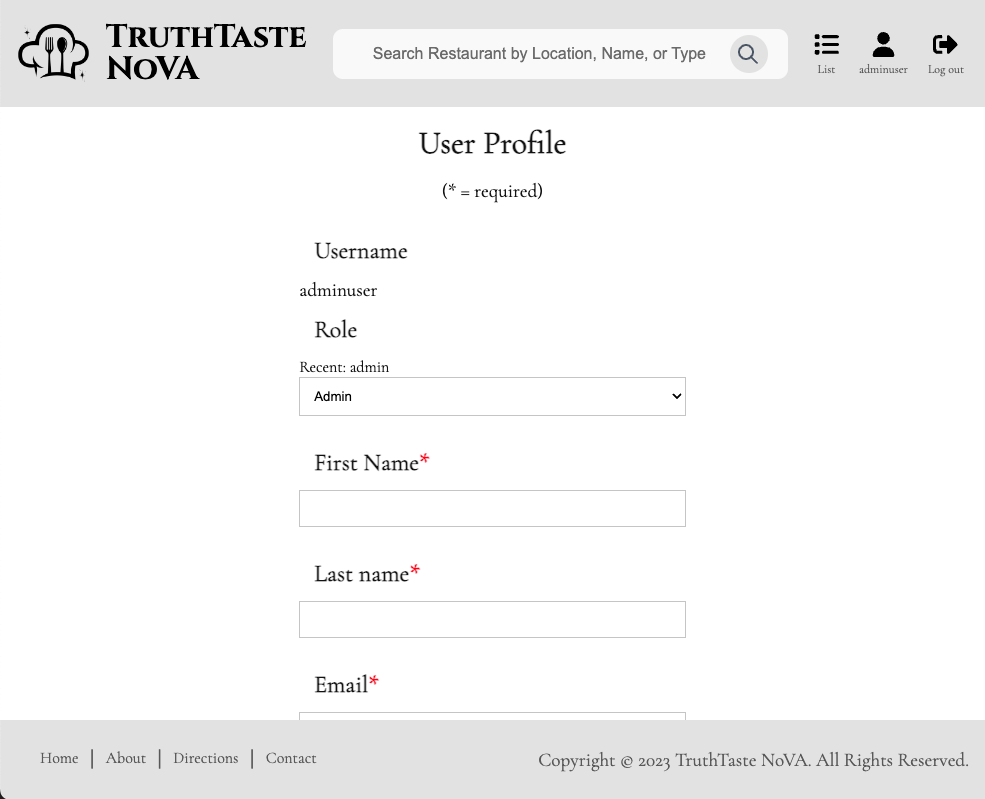 TRUTHTASTE
NOVA
Search Restaurant by Location, Name, or Type
List
adminuser
Log out
User Profile
(* = required)
Username
adminuser
Role
Recent: admin
Admin
First Name*
Last name*
Email*
Home | About | Directions | Contact
Copyright © 2023 TruthTaste NoVA. All Rights Reserved.